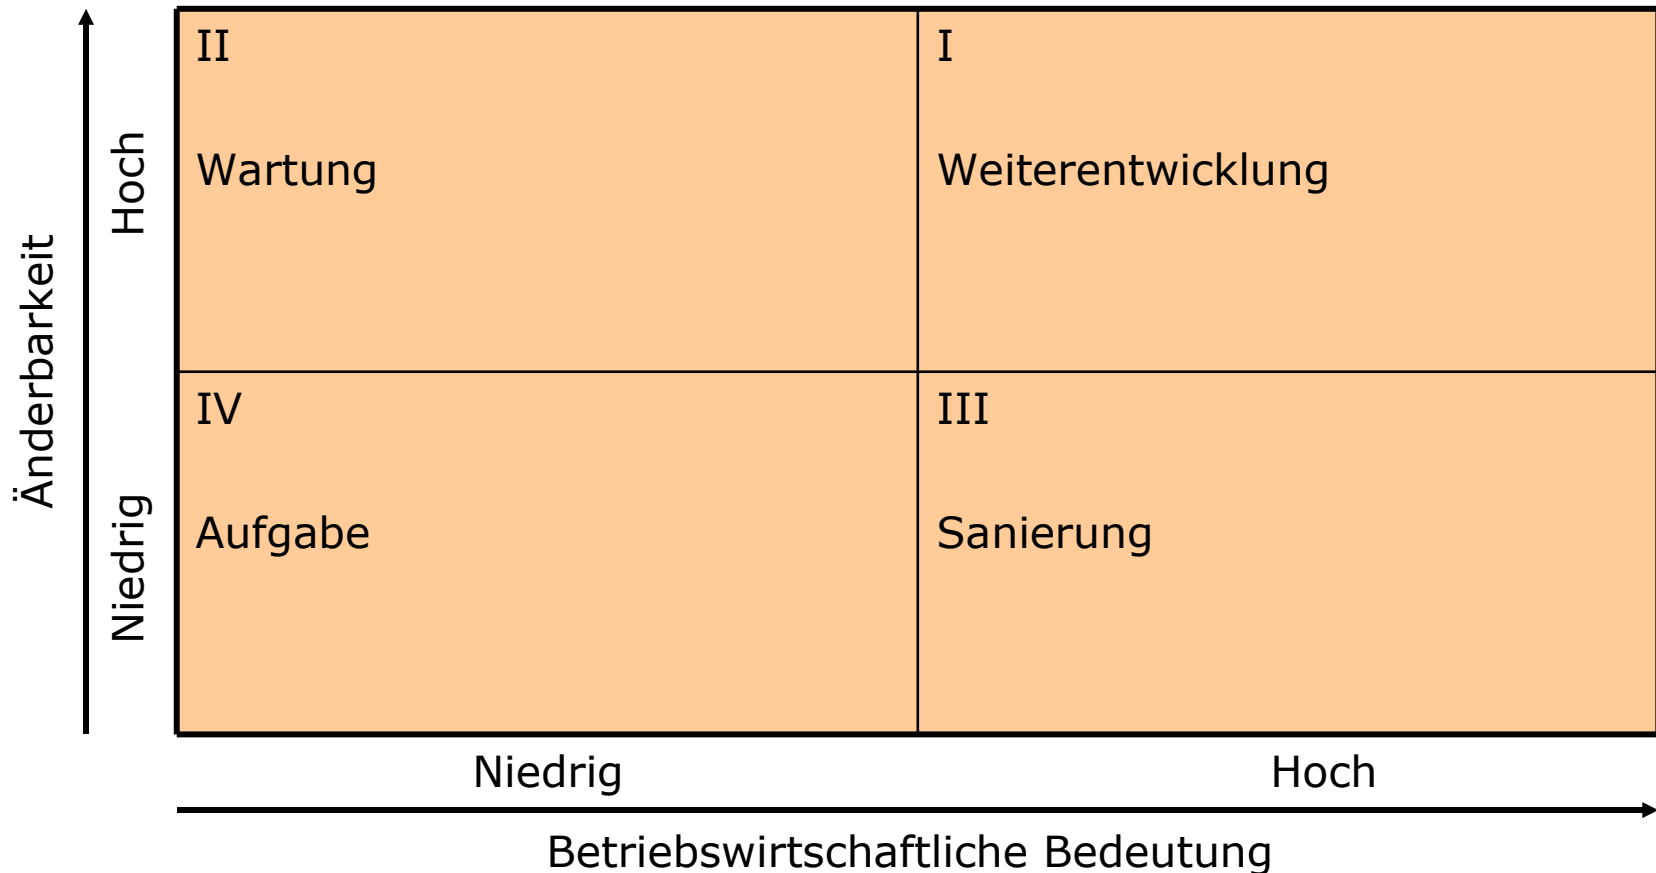 II
Wartung
I
Weiterentwicklung
IV
Aufgabe
III
Sanierung
Änderbarkeit
Hoch
Niedrig
Niedrig
Hoch
Betriebswirtschaftliche Bedeutung